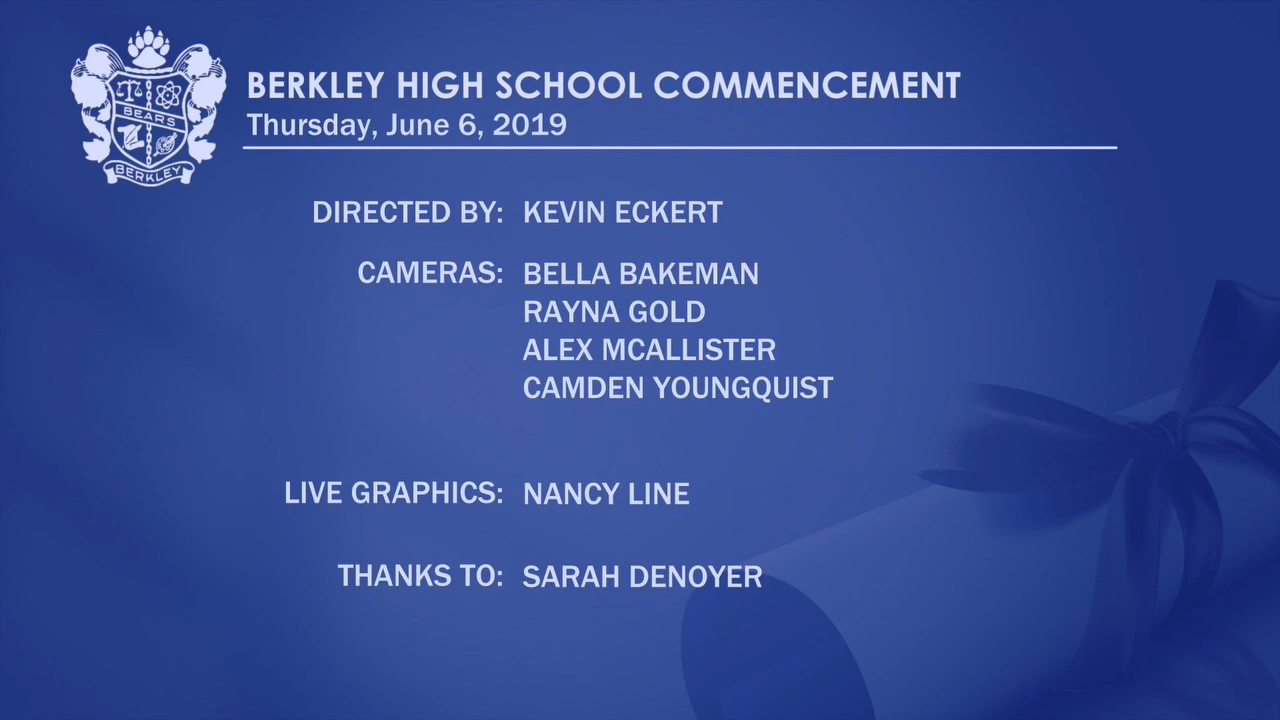 BERKLEY HIGH SCHOOL COMMENCEMENT
Thursday, June 6, 2019
BEARS
BERKLEY
DIRECTED BY: KEVIN ECKERT
CAMERAS: BELLA BAKEMAN
RAYNA GOLD
ALEX MCALLISTER
CAMDEN YOUNGQUIST
LIVE GRAPHICS: NANCY LINE
THANKS TO: SARAH DENOYER